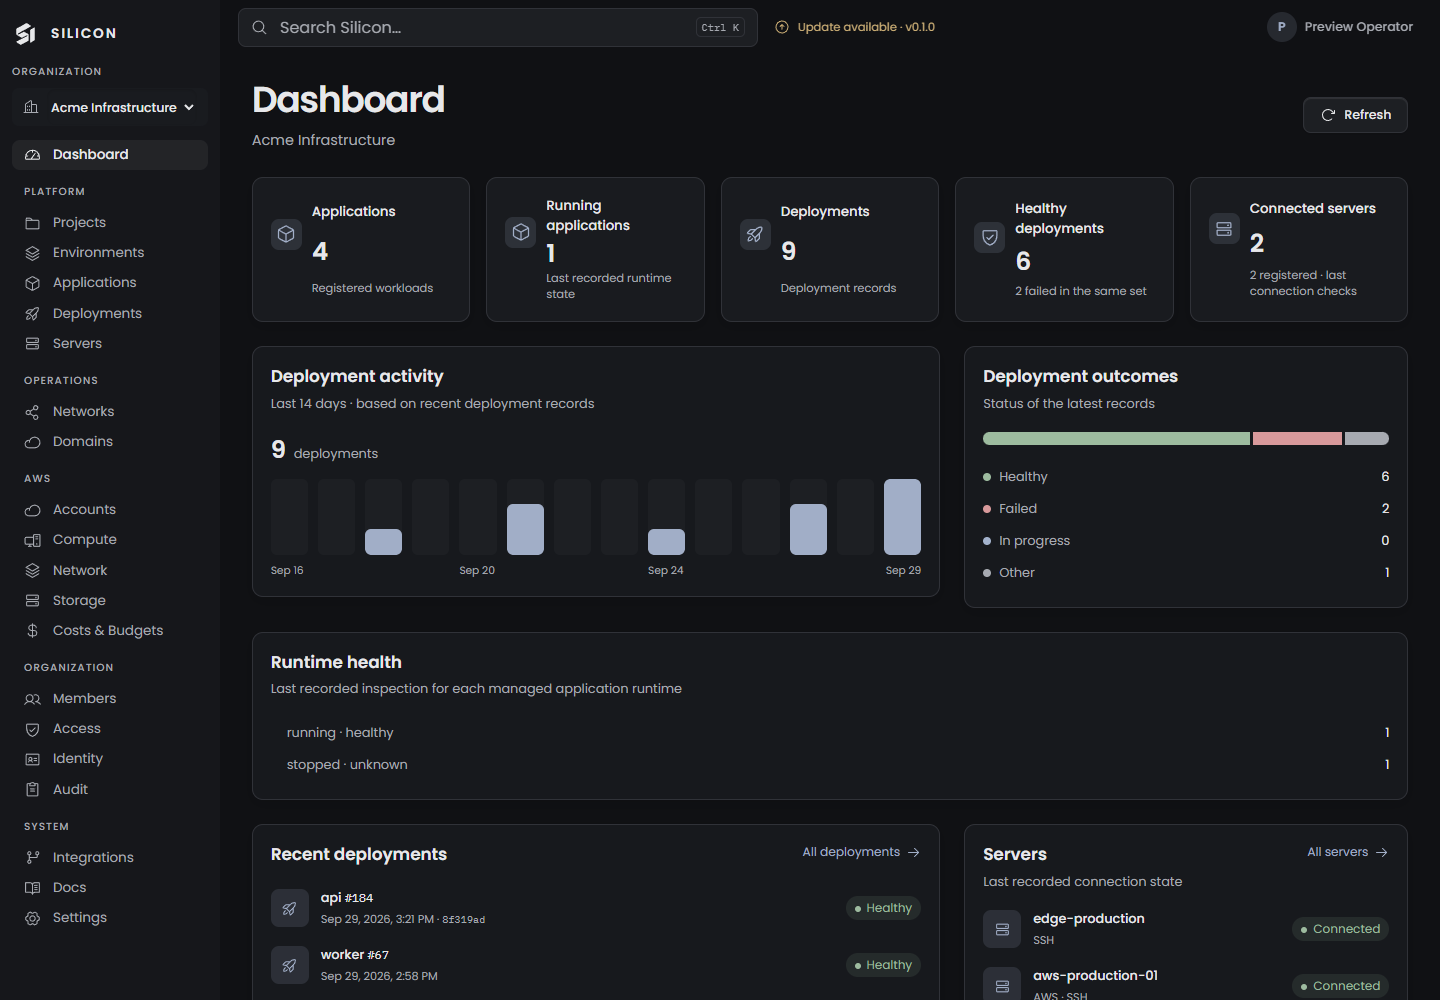 SILICON
ORGANIZATION
Acme Infrastructure
Dashboard
PLATFORM
Projects
Environments
Applications
Deployments
Servers
OPERATIONS
Networks
Domains
AWS
Accounts
Compute
Network
Storage
Costs & Budgets
ORGANIZATION
Members
Access
Identity
Audit
SYSTEM
Integrations
Docs
Settings
Search Silicon...
Ctrl K
Update available · v0.1.0
P
Preview Operator
Dashboard
Acme Infrastructure
Refresh
Applications
4
Registered workloads
Running
applications
1
Last recorded runtime
state
Deployments
9
Deployment records
Healthy
deployments
6
2 failed in the same set
Connected servers
2
2 registered · last
connection checks
Deployment activity
Last 14 days · based on recent deployment records
9 deployments
Sep 16
Sep 20
Sep 24
Sep 29
Deployment outcomes
Status of the latest records
Healthy 6
Failed 2
In progress 0
Other 1
Runtime health
Last recorded inspection for each managed application runtime
running · healthy 1
stopped · unknown 1
Recent deployments
All deployments
api #184
Sep 29, 2026, 3:21 PM · 8f319ad
Healthy
worker #67
Sep 29, 2026, 2:58 PM
Healthy
Servers
All servers
Last recorded connection state
edge-production
SSH
Connected
aws-production-01
AWS · SSH
Connected